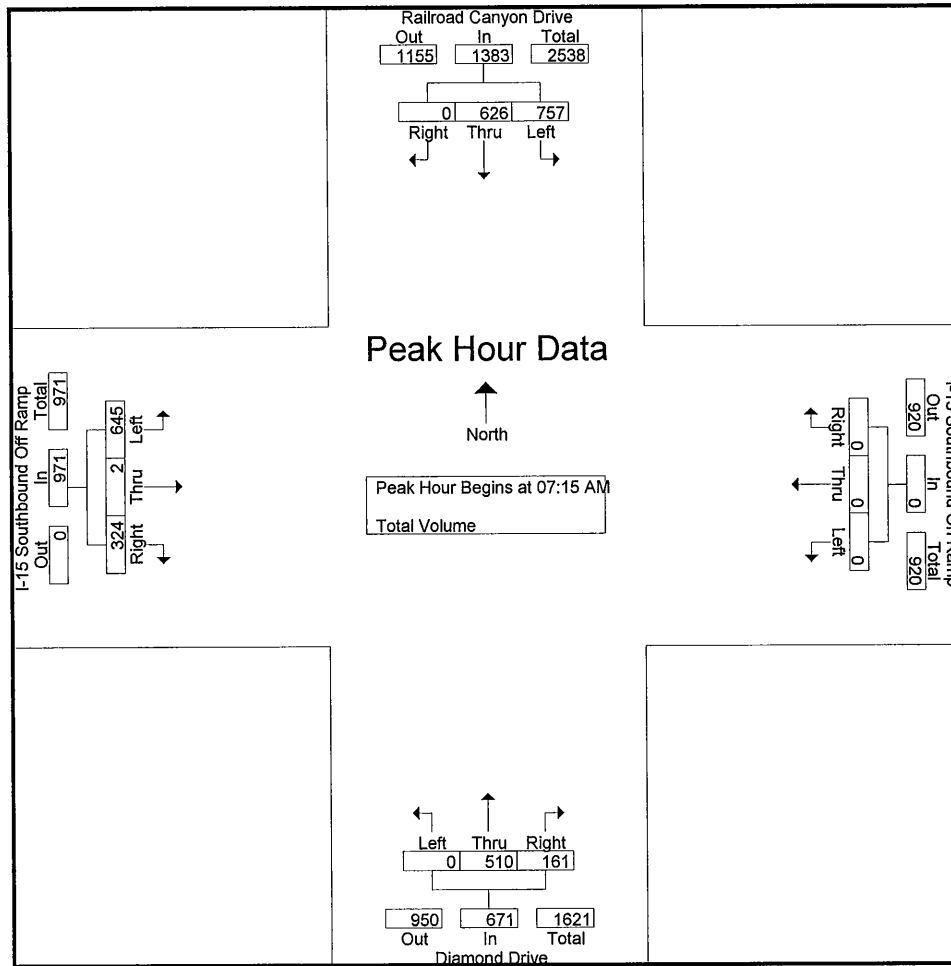 Railroad Canyon Drive
Out In Total
1155 1383 2538
0 626 757
Right Thru Left
Peak Hour Data
North
Peak Hour Begins at 07:15 AM
Total Volume
I-15 Southbound Off Ramp
Total In Out
971 971 0
645 2 324
Left Thru Right
Right Thru Left
0 0 0
Out In Total
920 0 920
Southbound On Ramp
Left Thru Right
0 510 161
950 671 1621
Out In Total
Diamond Drive